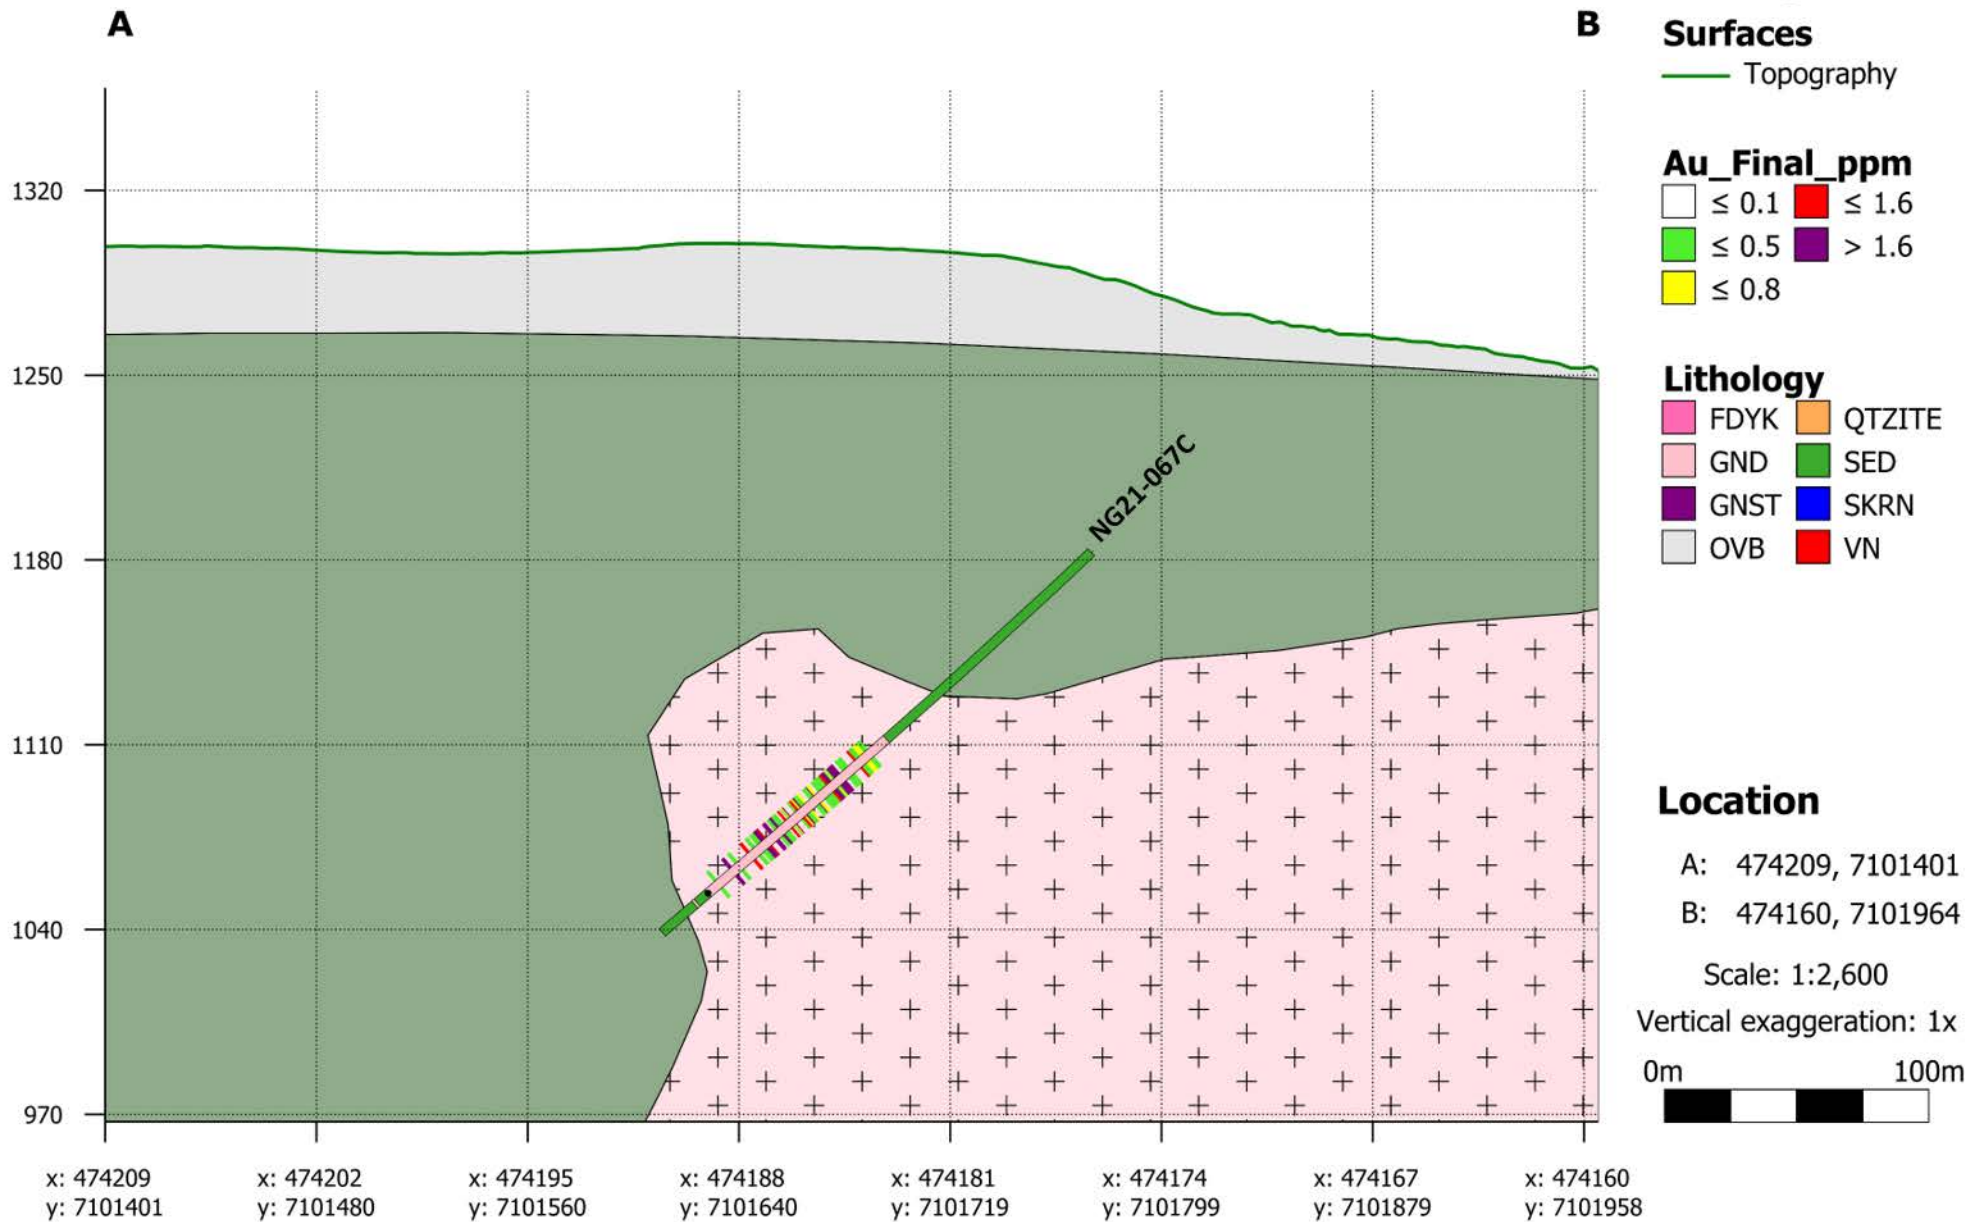 A
B
Surfaces
Topography
Au_Final_ppm
≤ 0.1 ≤ 1.6
≤ 0.5 > 1.6
≤ 0.8
Lithology
FDYK QTZITE
GND SED
GNST SKRN
OVB VN
1320
1250
1180
1110
1040
970
NG21-067C
Location
A: 474209, 7101401
B: 474160, 7101964
Scale: 1:2,600
Vertical exaggeration: 1x
0m 100m
x: 474209 x: 474202 x: 474195 x: 474188 x: 474181 x: 474174 x: 474167 x: 474160
y: 7101401 y: 7101480 y: 7101560 y: 7101640 y: 7101719 y: 7101799 y: 7101879 y: 7101958